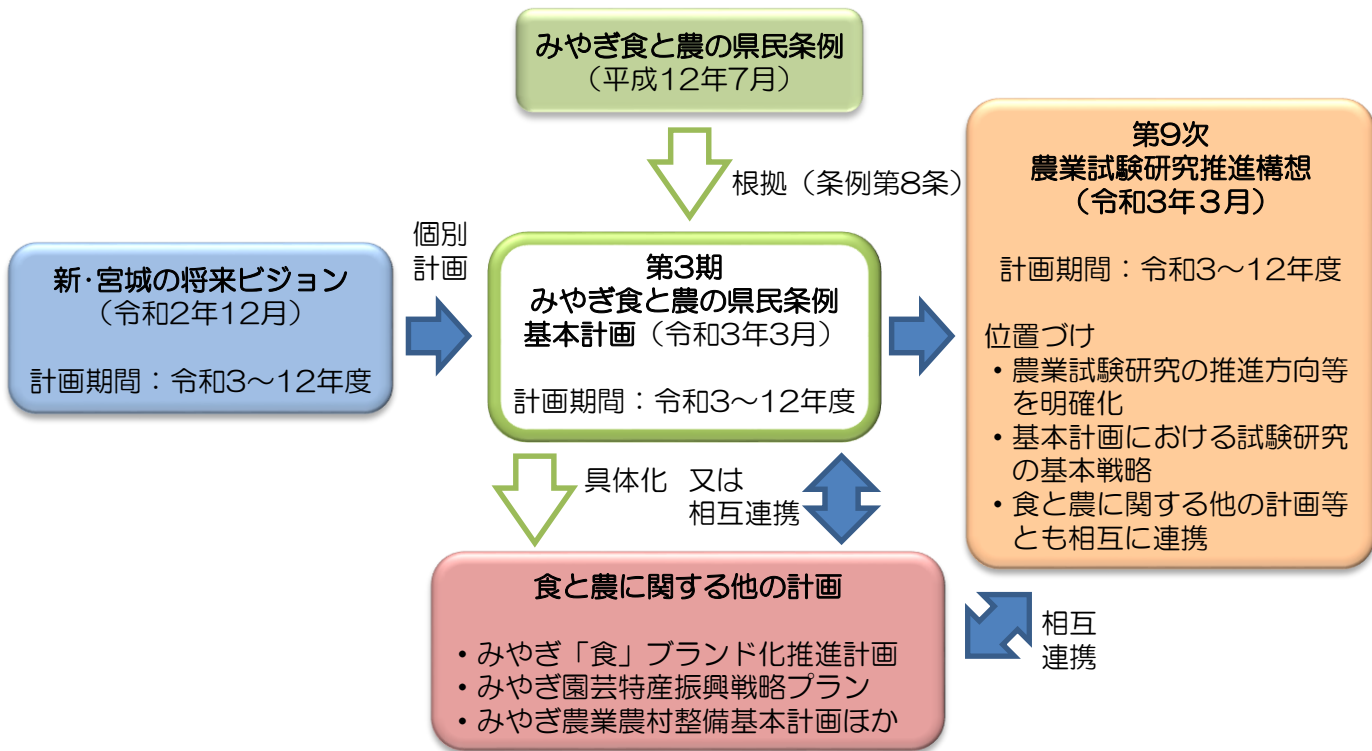 みやぎ食と農の県民条例
（平成12年7月）
根拠（条例第8条）
新・宮城の将来ビジョン
（令和2年12月）
計画期間：令和3～12年度
個別
計画
第3期
みやぎ食と農の県民条例
基本計画（令和3年3月）
計画期間：令和3～12年度
第9次
農業試験研究推進構想
（令和3年３月）
計画期間：令和3～12年度
位置づけ
・農業試験研究の推進方向等
を明確化
・基本計画における試験研究
の基本戦略
・食と農に関する他の計画等
とも相互に連携
具体化 又は
相互連携
食と農に関する他の計画
・みやぎ「食」ブランド化推進計画
・みやぎ園芸特産振興戦略プラン
・みやぎ農業農村整備基本計画ほか
相互
連携